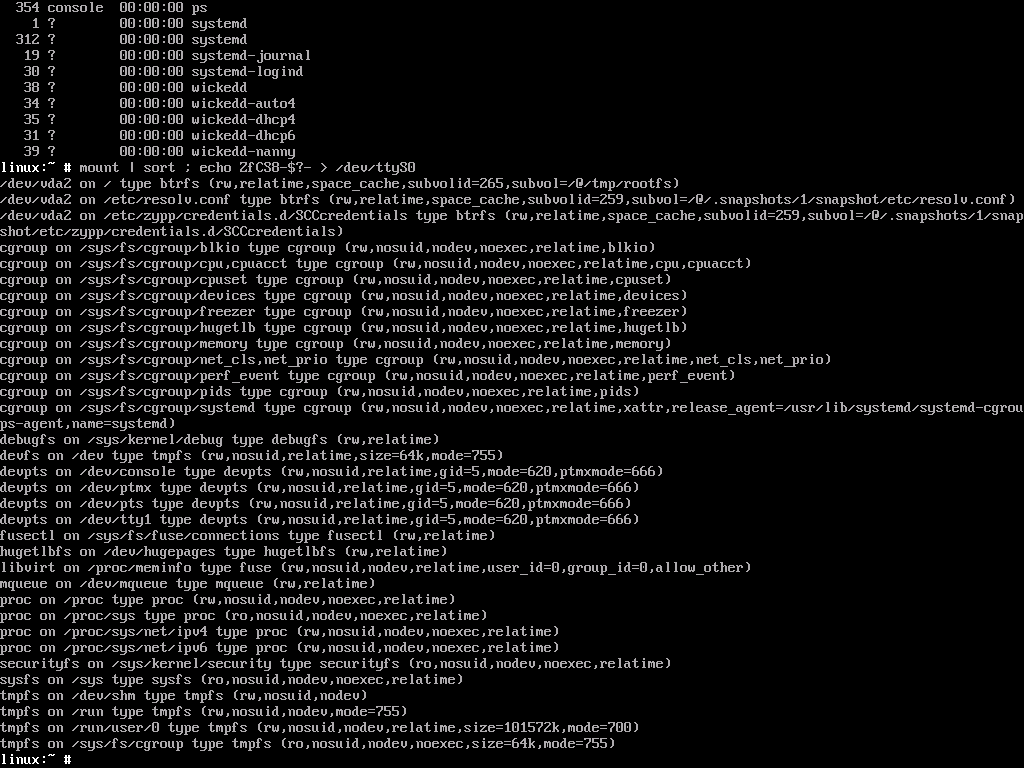 354 console  00:00:00 ps
1 ?        00:00:00 systemd
312 ?        00:00:00 systemd
19 ?        00:00:00 systemd-journal
30 ?        00:00:00 systemd-logind
38 ?        00:00:00 wickedd
34 ?        00:00:00 wickedd-auto4
35 ?        00:00:00 wickedd-dhcp4
31 ?        00:00:00 wickedd-dhcp6
39 ?        00:00:00 wickedd-nanny
linux:~ # mount | sort ; echo ZfCS8-$?- > /dev/ttyS0
/dev/vda2 on / type btrfs (rw,relatime,space_cache,subvolid=265,subvol=/@/tmp/rootfs)
/dev/vda2 on /etc/resolv.conf type btrfs (rw,relatime,space_cache,subvolid=259,subvol=/@/.snapshots/1/snapshot/etc/resolv.conf)
/dev/vda2 on /etc/zypp/credentials.d/SCCcredentials type btrfs (rw,relatime,space_cache,subvolid=259,subvol=/@/.snapshots/1/snap
shot/etc/zypp/credentials.d/SCCcredentials)
cgroup on /sys/fs/cgroup/blkio type cgroup (rw,nosuid,nodev,noexec,relatime,blkio)
cgroup on /sys/fs/cgroup/cpu,cpuacct type cgroup (rw,nosuid,nodev,noexec,relatime,cpu,cpuacct)
cgroup on /sys/fs/cgroup/cpuset type cgroup (rw,nosuid,nodev,noexec,relatime,cpuset)
cgroup on /sys/fs/cgroup/devices type cgroup (rw,nosuid,nodev,noexec,relatime,devices)
cgroup on /sys/fs/cgroup/freezer type cgroup (rw,nosuid,nodev,noexec,relatime,freezer)
cgroup on /sys/fs/cgroup/hugetlb type cgroup (rw,nosuid,nodev,noexec,relatime,hugetlb)
cgroup on /sys/fs/cgroup/memory type cgroup (rw,nosuid,nodev,noexec,relatime,memory)
cgroup on /sys/fs/cgroup/net_cls,net_prio type cgroup (rw,nosuid,nodev,noexec,relatime,net_cls,net_prio)
cgroup on /sys/fs/cgroup/perf_event type cgroup (rw,nosuid,nodev,noexec,relatime,perf_event)
cgroup on /sys/fs/cgroup/pids type cgroup (rw,nosuid,nodev,noexec,relatime,pids)
cgroup on /sys/fs/cgroup/systemd type cgroup (rw,nosuid,nodev,noexec,relatime,xattr,release_agent=/usr/lib/systemd/systemd-cgrou
ps-agent,name=systemd)
debugfs on /sys/kernel/debug type debugfs (rw,relatime)
devfs on /dev type tmpfs (rw,nosuid,relatime,size=64k,mode=755)
devpts on /dev/console type devpts (rw,nosuid,relatime,gid=5,mode=620,ptmxmode=666)
devpts on /dev/ptmx type devpts (rw,nosuid,relatime,gid=5,mode=620,ptmxmode=666)
devpts on /dev/pts type devpts (rw,nosuid,relatime,gid=5,mode=620,ptmxmode=666)
devpts on /dev/tty1 type devpts (rw,nosuid,relatime,gid=5,mode=620,ptmxmode=666)
fusectl on /sys/fs/fuse/connections type fusectl (rw,relatime)
hugetlbfs on /dev/hugepages type hugetlbfs (rw,relatime)
libvirt on /proc/meminfo type fuse (rw,nosuid,nodev,relatime,user_id=0,group_id=0,allow_other)
mqueue on /dev/mqueue type mqueue (rw,relatime)
proc on /proc type proc (rw,nosuid,nodev,noexec,relatime)
proc on /proc/sys type proc (ro,nosuid,nodev,noexec,relatime)
proc on /proc/sys/net/ipv4 type proc (rw,nosuid,nodev,noexec,relatime)
proc on /proc/sys/net/ipv6 type proc (rw,nosuid,nodev,noexec,relatime)
securityfs on /sys/kernel/security type securityfs (ro,nosuid,nodev,noexec,relatime)
sysfs on /sys type sysfs (ro,nosuid,nodev,noexec,relatime)
tmpfs on /dev/shm type tmpfs (rw,nosuid,nodev)
tmpfs on /run type tmpfs (rw,nosuid,nodev,mode=755)
tmpfs on /run/user/0 type tmpfs (rw,nosuid,nodev,relatime,size=101572k,mode=700)
tmpfs on /sys/fs/cgroup type tmpfs (ro,nosuid,nodev,noexec,size=64k,mode=755)
linux:~ #